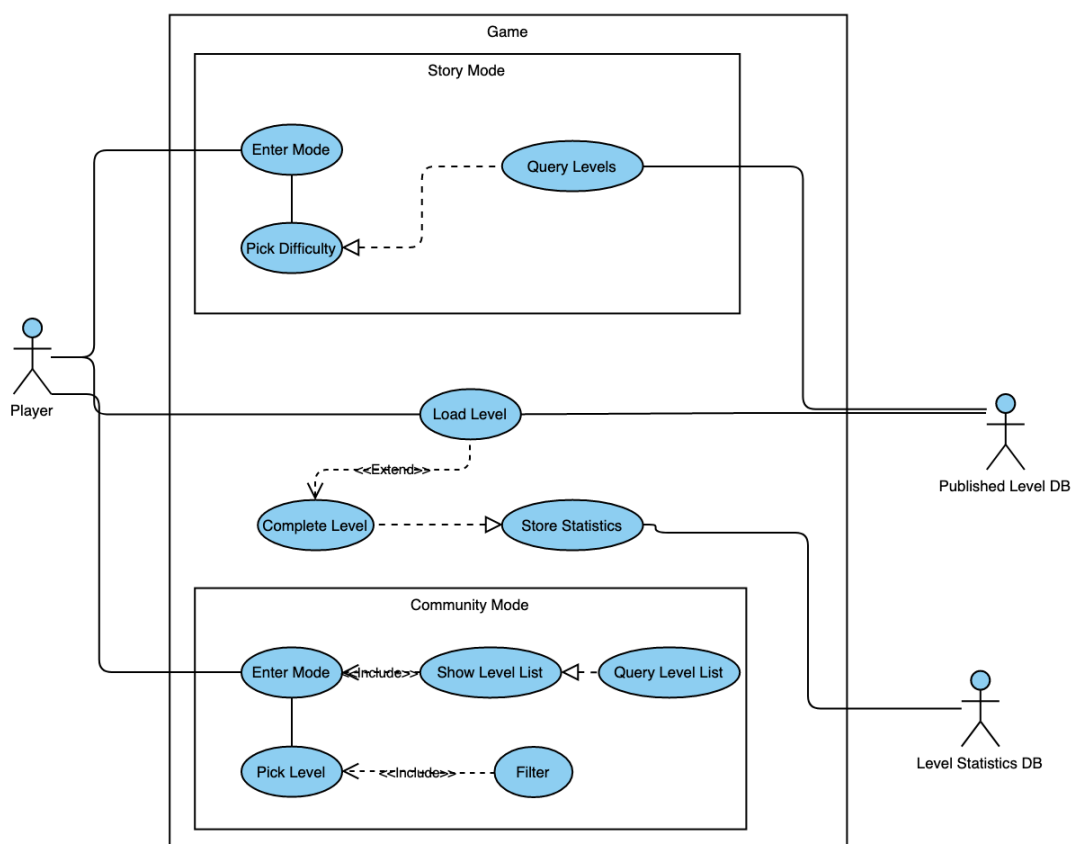 Game
Story Mode
Enter Mode
Query Levels
Pick Difficulty
Player
Load Level
Published Level DB
<<Extend>>
Complete Level
Store Statistics
Community Mode
Enter Mode
<<Include>>
Show Level List
Query Level List
Pick Level
<<Include>>
Filter
Level Statistics DB